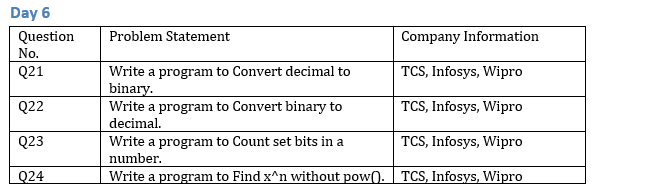 Day 6
Question No. Problem Statement Company Information
Q21 Write a program to Convert decimal to binary. TCS, Infosys, Wipro
Q22 Write a program to Convert binary to decimal. TCS, Infosys, Wipro
Q23 Write a program to Count set bits in a number. TCS, Infosys, Wipro
Q24 Write a program to Find x^n without pow(). TCS, Infosys, Wipro